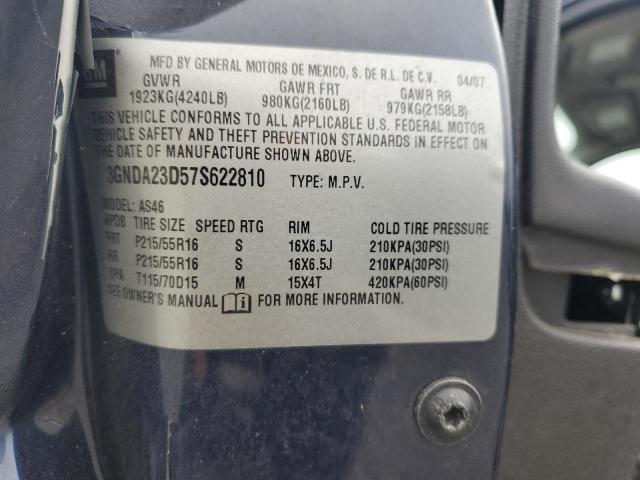 GM
MFD BY GENERAL MOTORS DE MEXICO, S. DE R.L. DE C.V. 04/07
GVWR GAWR FRT GAWR RR
1923KG(4240LB) 980KG(2160LB) 979KG(2158LB)
THIS VEHICLE CONFORMS TO ALL APPLICABLE U.S. FEDERAL MOTOR
VEHICLE SAFETY AND THEFT PREVENTION STANDARDS IN EFFECT ON
THE DATE OF MANUFACTURE SHOWN ABOVE.
3GNDA23D57S622810 TYPE: M.P.V.
MODEL: AS46
APDB TIRE SIZE SPEED RTG RIM COLD TIRE PRESSURE
FRT P215/55R16 S 16X6.5J 210KPA(30PSI)
RR P215/55R16 S 16X6.5J 210KPA(30PSI)
SPA T115/70D15 M 15X4T 420KPA(60PSI)
SEE OWNER'S MANUAL FOR MORE INFORMATION.